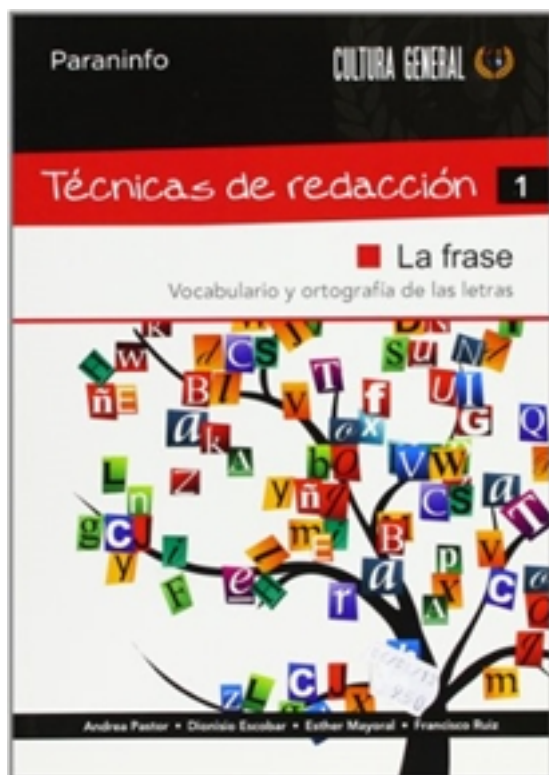 Paraninfo
CULTURA GENERAL
Técnicas de redacción 1
La frase
Vocabulario y ortografía de las letras
Andrea Pastor • Dionisio Escobar • Esther Mayoral • Francisco Ruiz